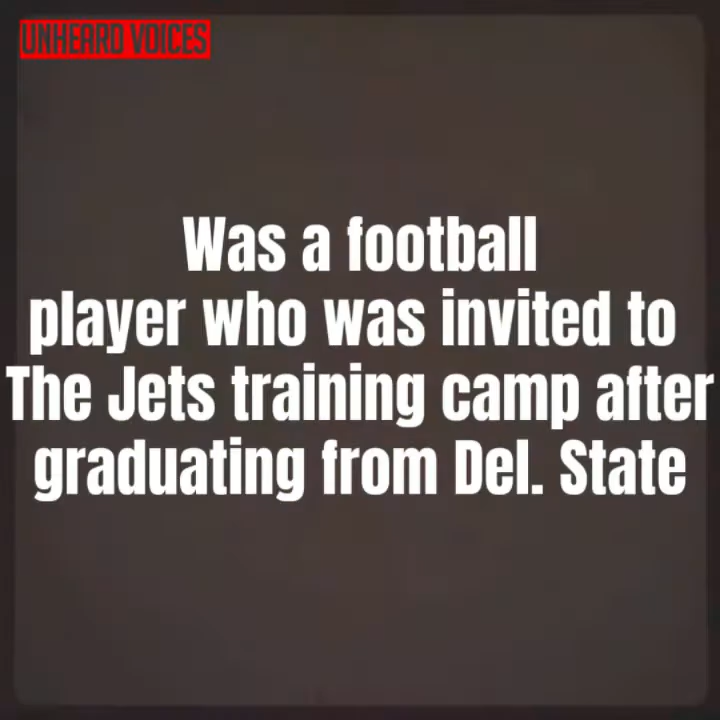 UNHEARD VOICES
Was a football
player who was invited to
The Jets training camp after
graduating from Del. State